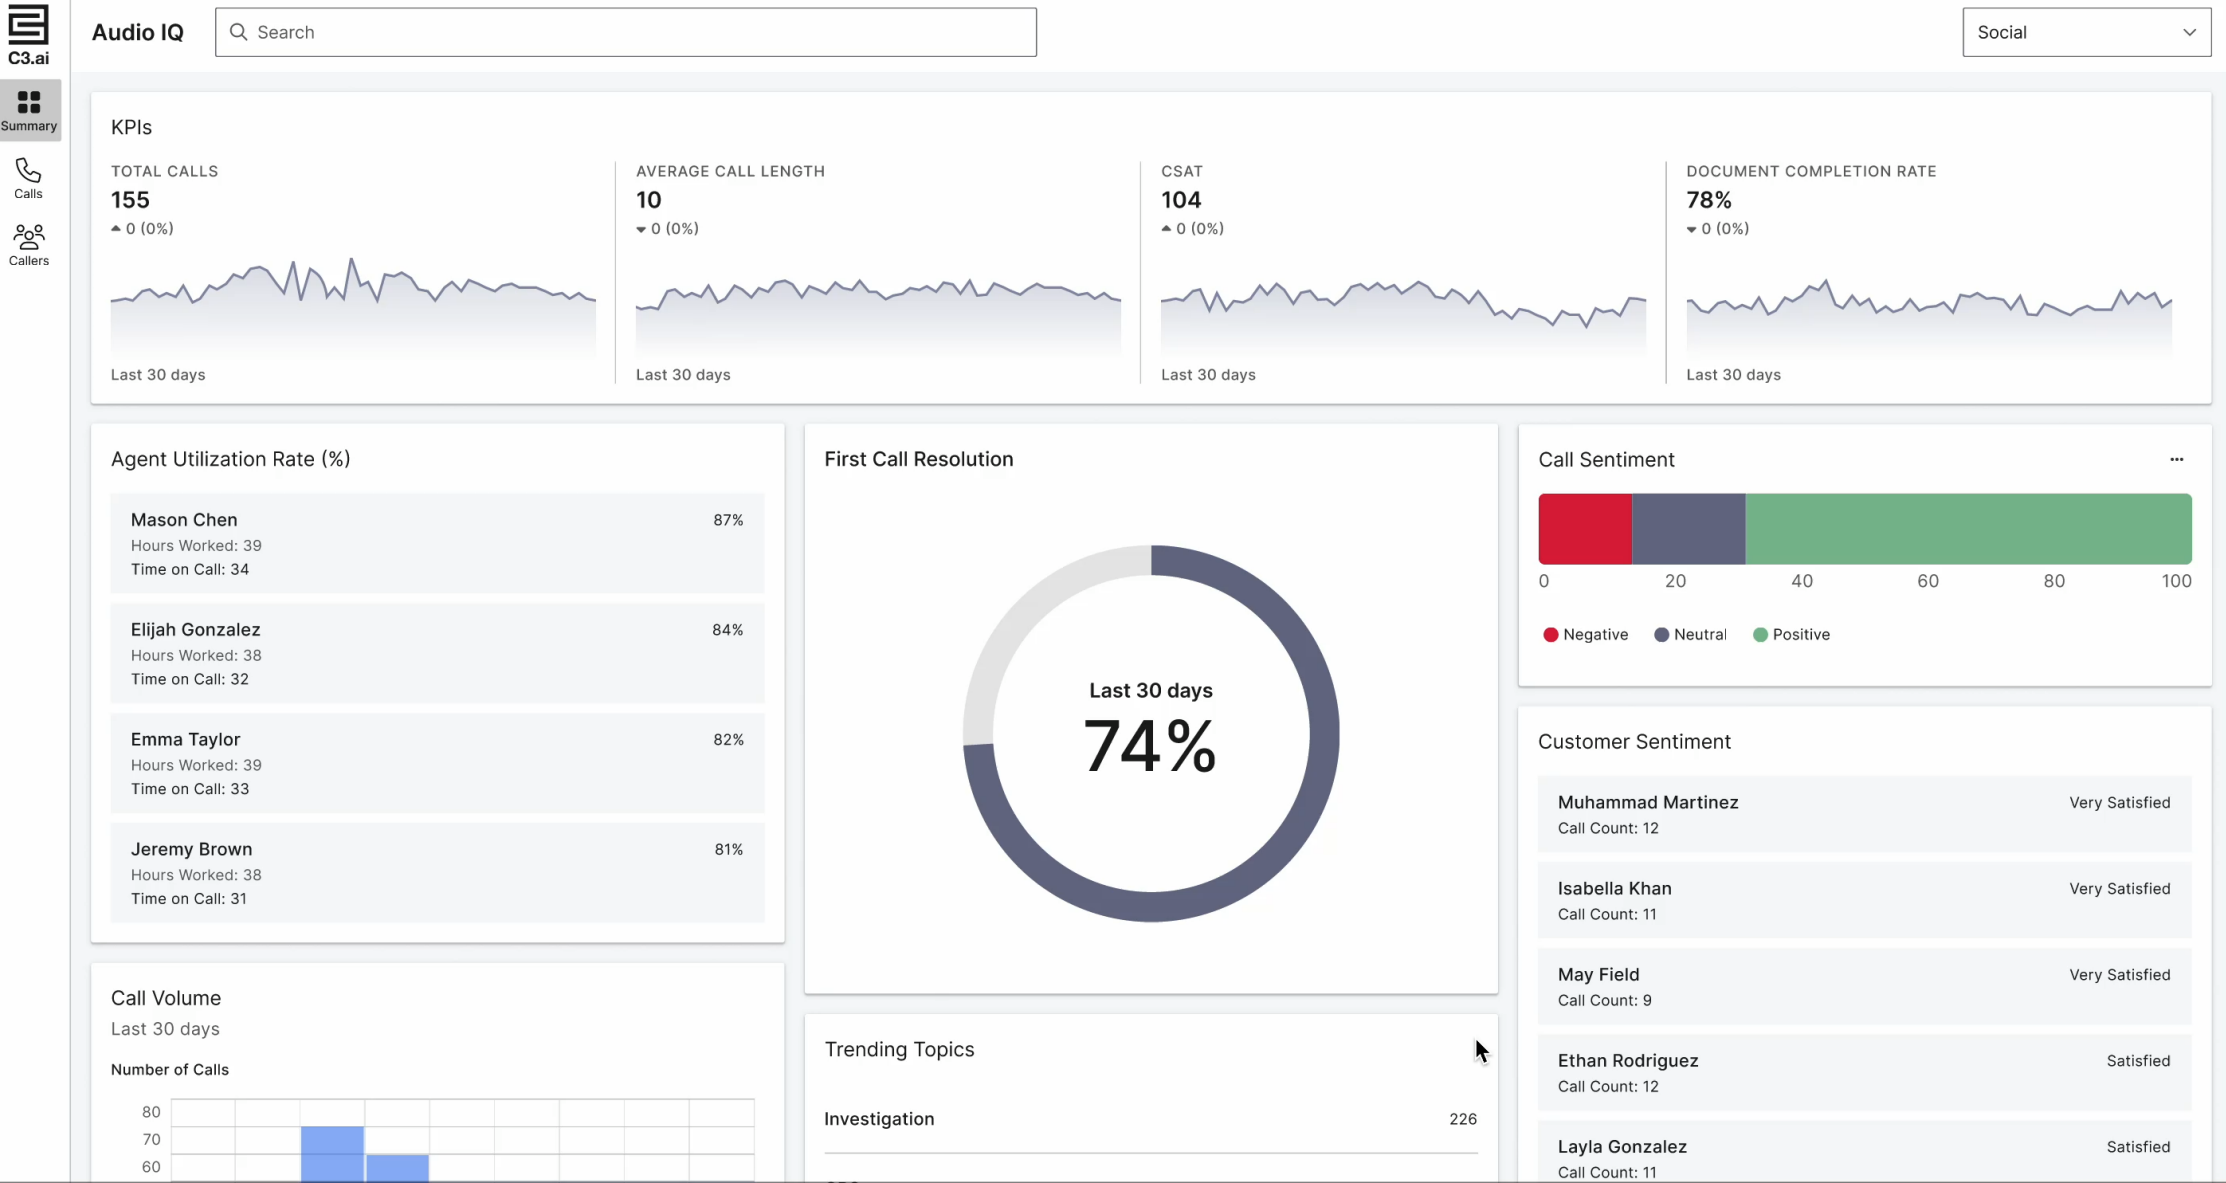 C3.ai
Audio IQ
Search
Social
Summary
Calls
Callers
KPIs
TOTAL CALLS
155
0 (0%)
Last 30 days
AVERAGE CALL LENGTH
10
0 (0%)
Last 30 days
CSAT
104
0 (0%)
Last 30 days
DOCUMENT COMPLETION RATE
78%
0 (0%)
Last 30 days
Agent Utilization Rate (%)
Mason Chen 87%
Hours Worked: 39
Time on Call: 34
Elijah Gonzalez 84%
Hours Worked: 38
Time on Call: 32
Emma Taylor 82%
Hours Worked: 39
Time on Call: 33
Jeremy Brown 81%
Hours Worked: 38
Time on Call: 31
Call Volume
Last 30 days
Number of Calls
80
70
60
First Call Resolution
Last 30 days
74%
Trending Topics
Investigation 226
Call Sentiment
0 20 40 60 80 100
Negative Neutral Positive
Customer Sentiment
Muhammad Martinez Very Satisfied
Call Count: 12
Isabella Khan Very Satisfied
Call Count: 11
May Field Very Satisfied
Call Count: 9
Ethan Rodriguez Satisfied
Call Count: 12
Layla Gonzalez Satisfied
Call Count: 11